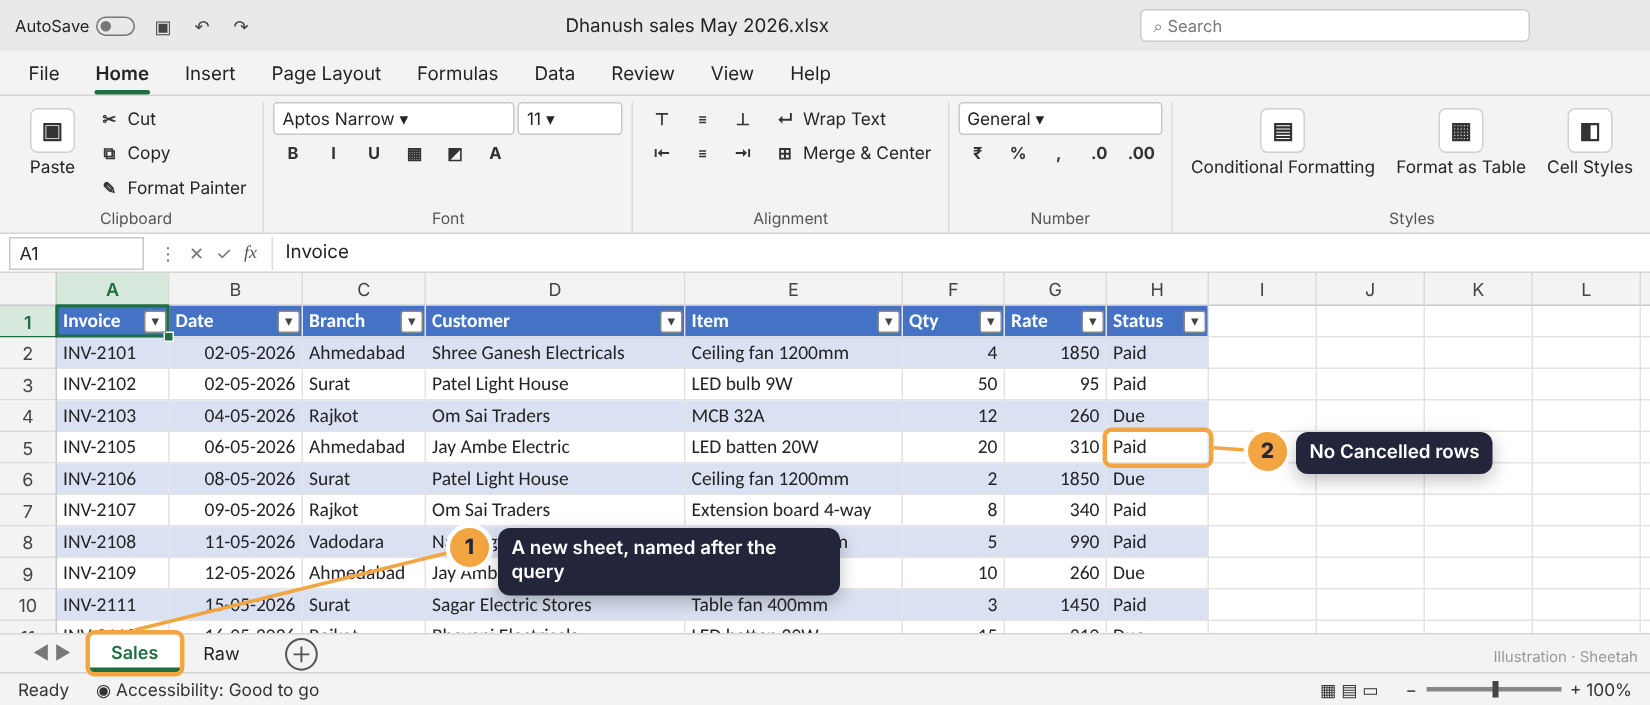 AutoSave
Dhanush sales May 2026.xlsx
Search
File Home Insert Page Layout Formulas Data Review View Help
Paste
Cut
Copy
Format Painter
Clipboard
Aptos Narrow 11
B I U A
Font
Wrap Text
Merge & Center
Alignment
General
₹ % , .0 .00
Number
Conditional Formatting Format as Table Cell Styles
Styles
A1 fx Invoice
A B C D E F G H I J K L
1 Invoice Date Branch Customer Item Qty Rate Status
2 INV-2101 02-05-2026 Ahmedabad Shree Ganesh Electricals Ceiling fan 1200mm 4 1850 Paid
3 INV-2102 02-05-2026 Surat Patel Light House LED bulb 9W 50 95 Paid
4 INV-2103 04-05-2026 Rajkot Om Sai Traders MCB 32A 12 260 Due
5 INV-2105 06-05-2026 Ahmedabad Jay Ambe Electric LED batten 20W 20 310 Paid
2 No Cancelled rows
6 INV-2106 08-05-2026 Surat Patel Light House Ceiling fan 1200mm 2 1850 Due
7 INV-2107 09-05-2026 Rajkot Om Sai Traders Extension board 4-way 8 340 Paid
8 INV-2108 11-05-2026 Vadodara 5 990 Paid
1 A new sheet, named after the
query
9 INV-2109 12-05-2026 Ahmedabad Jay 10 260 Due
10 INV-2111 15-05-2026 Surat Sagar Electric Stores Table fan 400mm 3 1450 Paid
Sales Raw
Illustration · Sheetah
Ready Accessibility: Good to go
− + 100%